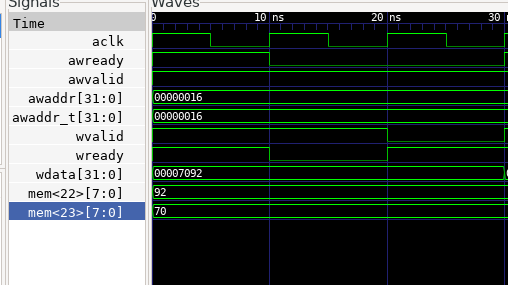 Signals
Waves
Time
0 10 ns 20 ns 30 n
aclk
awready
awvalid
awaddr[31:0] 00000016
awaddr_t[31:0] 00000016
wvalid
wready
wdata[31:0] 00007092
mem<22>[7:0] 92
mem<23>[7:0] 70